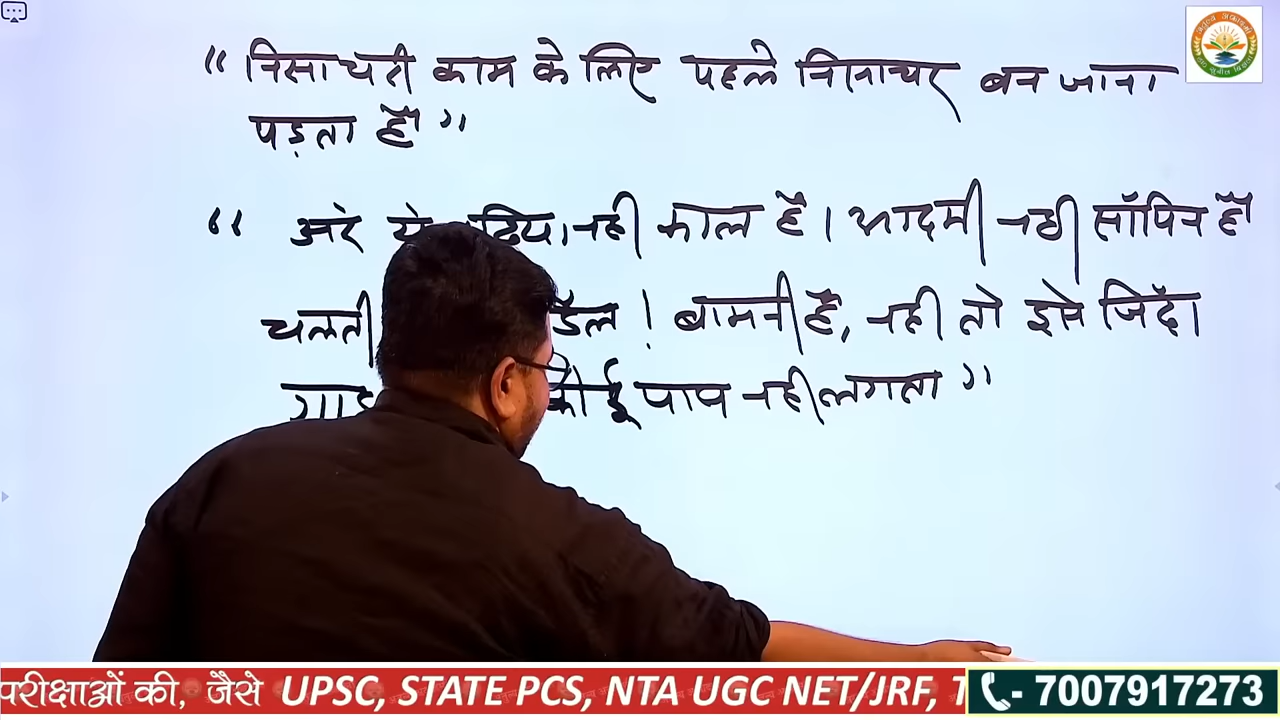 “ निसाचरी काम के लिए पहले निसाचर बन जाना
पड़ता है ”
“ अरे ये नही काल है। आदमी नही साँपिन है
चलती डैल ! बामनी है, नही तो इसे जिंदा
गाड कोई पाप नही लगता ”
परीक्षाओं की, जैसे UPSC, STATE PCS, NTA UGC NET/JRF, T
- 7007917273